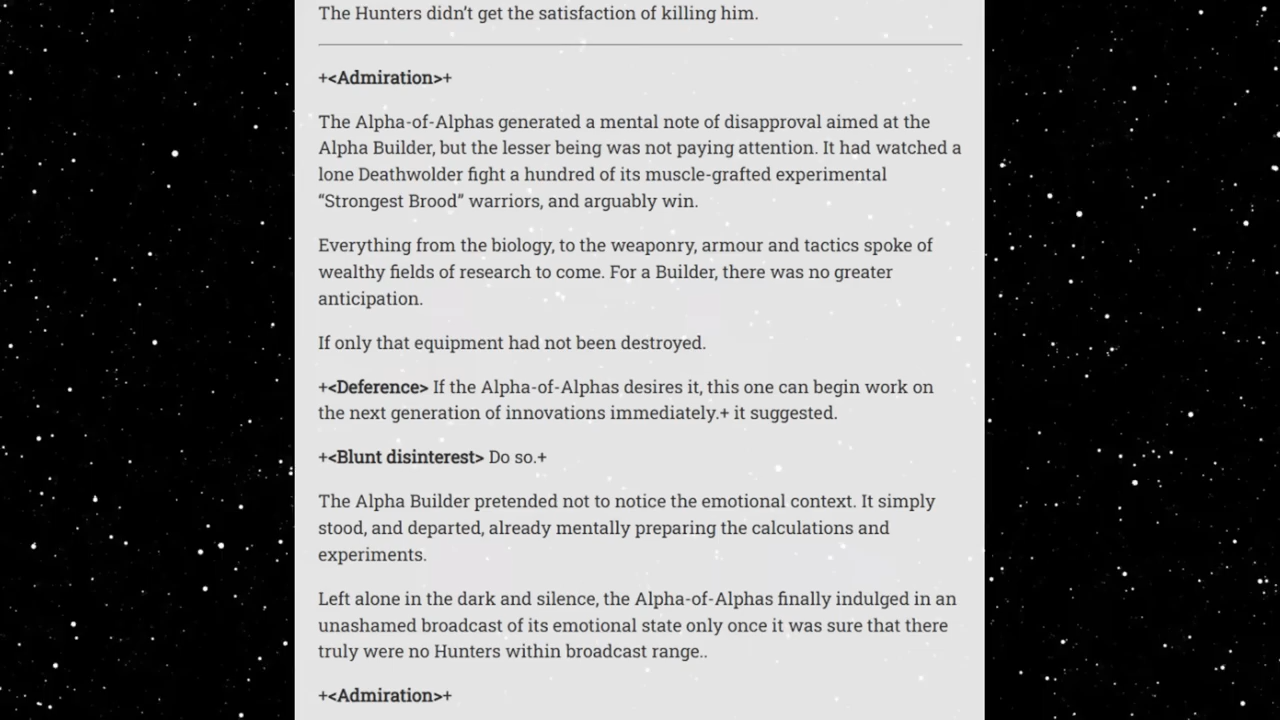 The Hunters didn’t get the satisfaction of killing him.
+<Admiration>+
The Alpha-of-Alphas generated a mental note of disapproval aimed at the
Alpha Builder, but the lesser being was not paying attention. It had watched a
lone Deathwolder fight a hundred of its muscle-grafted experimental
“Strongest Brood” warriors, and arguably win.
Everything from the biology, to the weaponry, armour and tactics spoke of
wealthy fields of research to come. For a Builder, there was no greater
anticipation.
If only that equipment had not been destroyed.
+<Deference> If the Alpha-of-Alphas desires it, this one can begin work on
the next generation of innovations immediately.+ it suggested.
+<Blunt disinterest> Do so.+
The Alpha Builder pretended not to notice the emotional context. It simply
stood, and departed, already mentally preparing the calculations and
experiments.
Left alone in the dark and silence, the Alpha-of-Alphas finally indulged in an
unashamed broadcast of its emotional state only once it was sure that there
truly were no Hunters within broadcast range..
+<Admiration>+